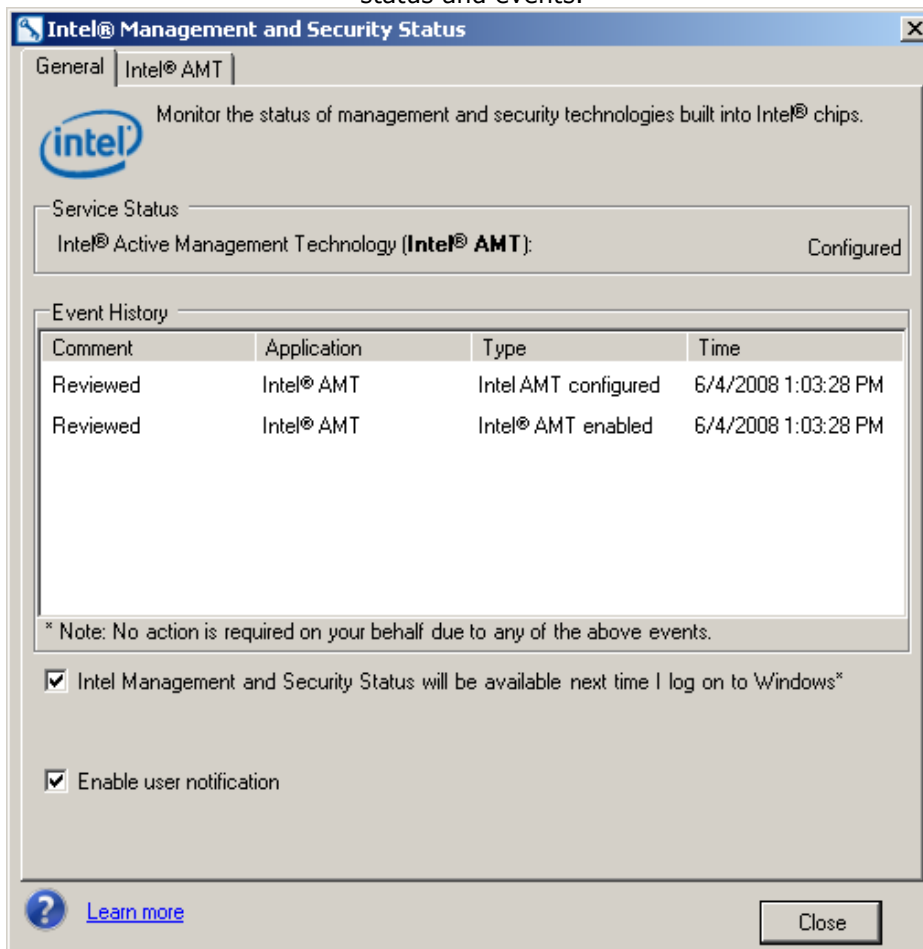 status and events.
Intel® Management and Security Status
General
Intel® AMT
Monitor the status of management and security technologies built into Intel® chips.
intel
Service Status
Intel® Active Management Technology (Intel® AMT): Configured
Event History
Comment Application Type Time
Reviewed Intel® AMT Intel AMT configured 6/4/2008 1:03:28 PM
Reviewed Intel® AMT Intel® AMT enabled 6/4/2008 1:03:28 PM
* Note: No action is required on your behalf due to any of the above events.
Intel Management and Security Status will be available next time I log on to Windows*
Enable user notification
? Learn more
Close